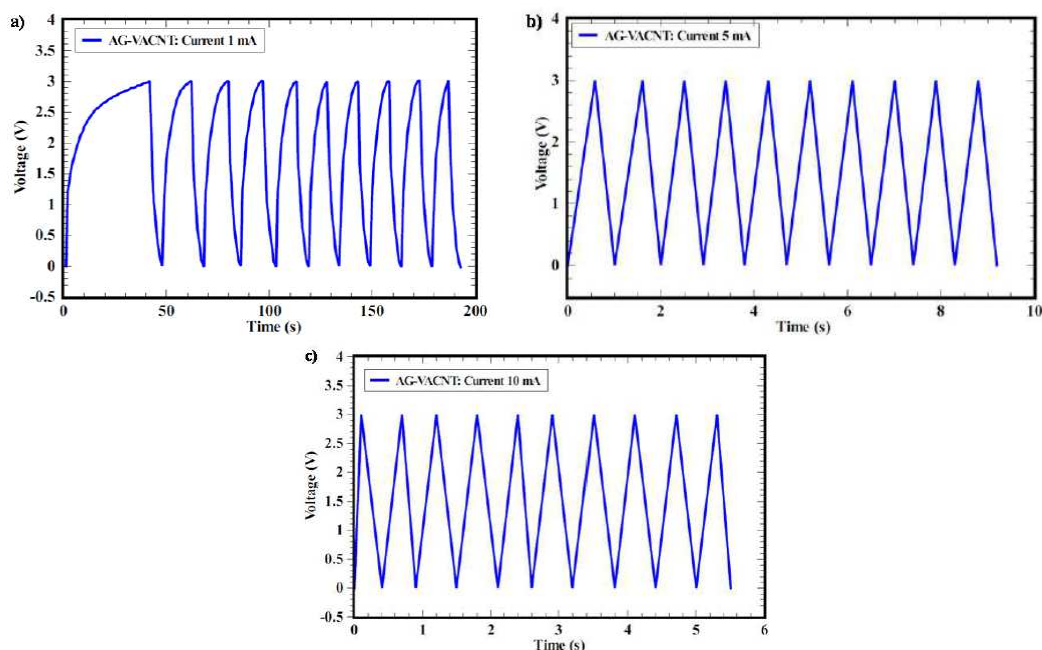 a)
AG-VACNT: Current 1 mA
4
3.5
3
2.5
2
1.5
1
0.5
0
-0.5
Voltage (V)
0 50 100 150 200
Time (s)
b)
AG-VACNT: Current 5 mA
4
3
2
1
0
Voltage (V)
0 2 4 6 8 10
Time (s)
c)
AG-VACNT: Current 10 mA
4
3.5
3
2.5
2
1.5
1
0.5
0
-0.5
Voltage (V)
0 1 2 3 4 5 6
Time (s)